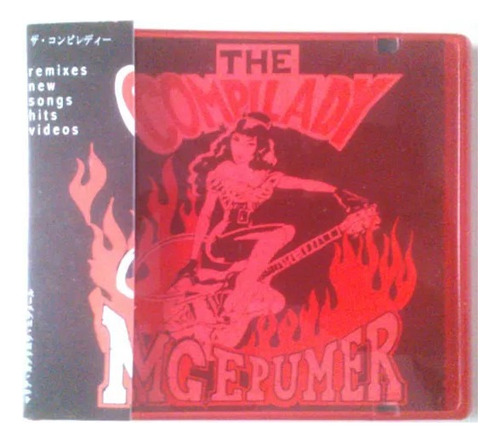 ザ・コンピレディー
remixes
new
songs
hits
videos
THE
COMPILADY
MGEPUMER